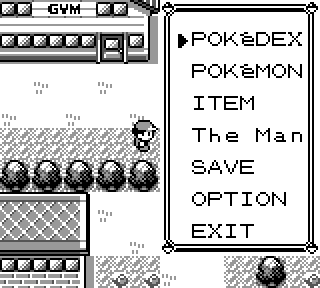 GYM
POKéDEX
POKéMON
ITEM
The Man
SAVE
OPTION
EXIT